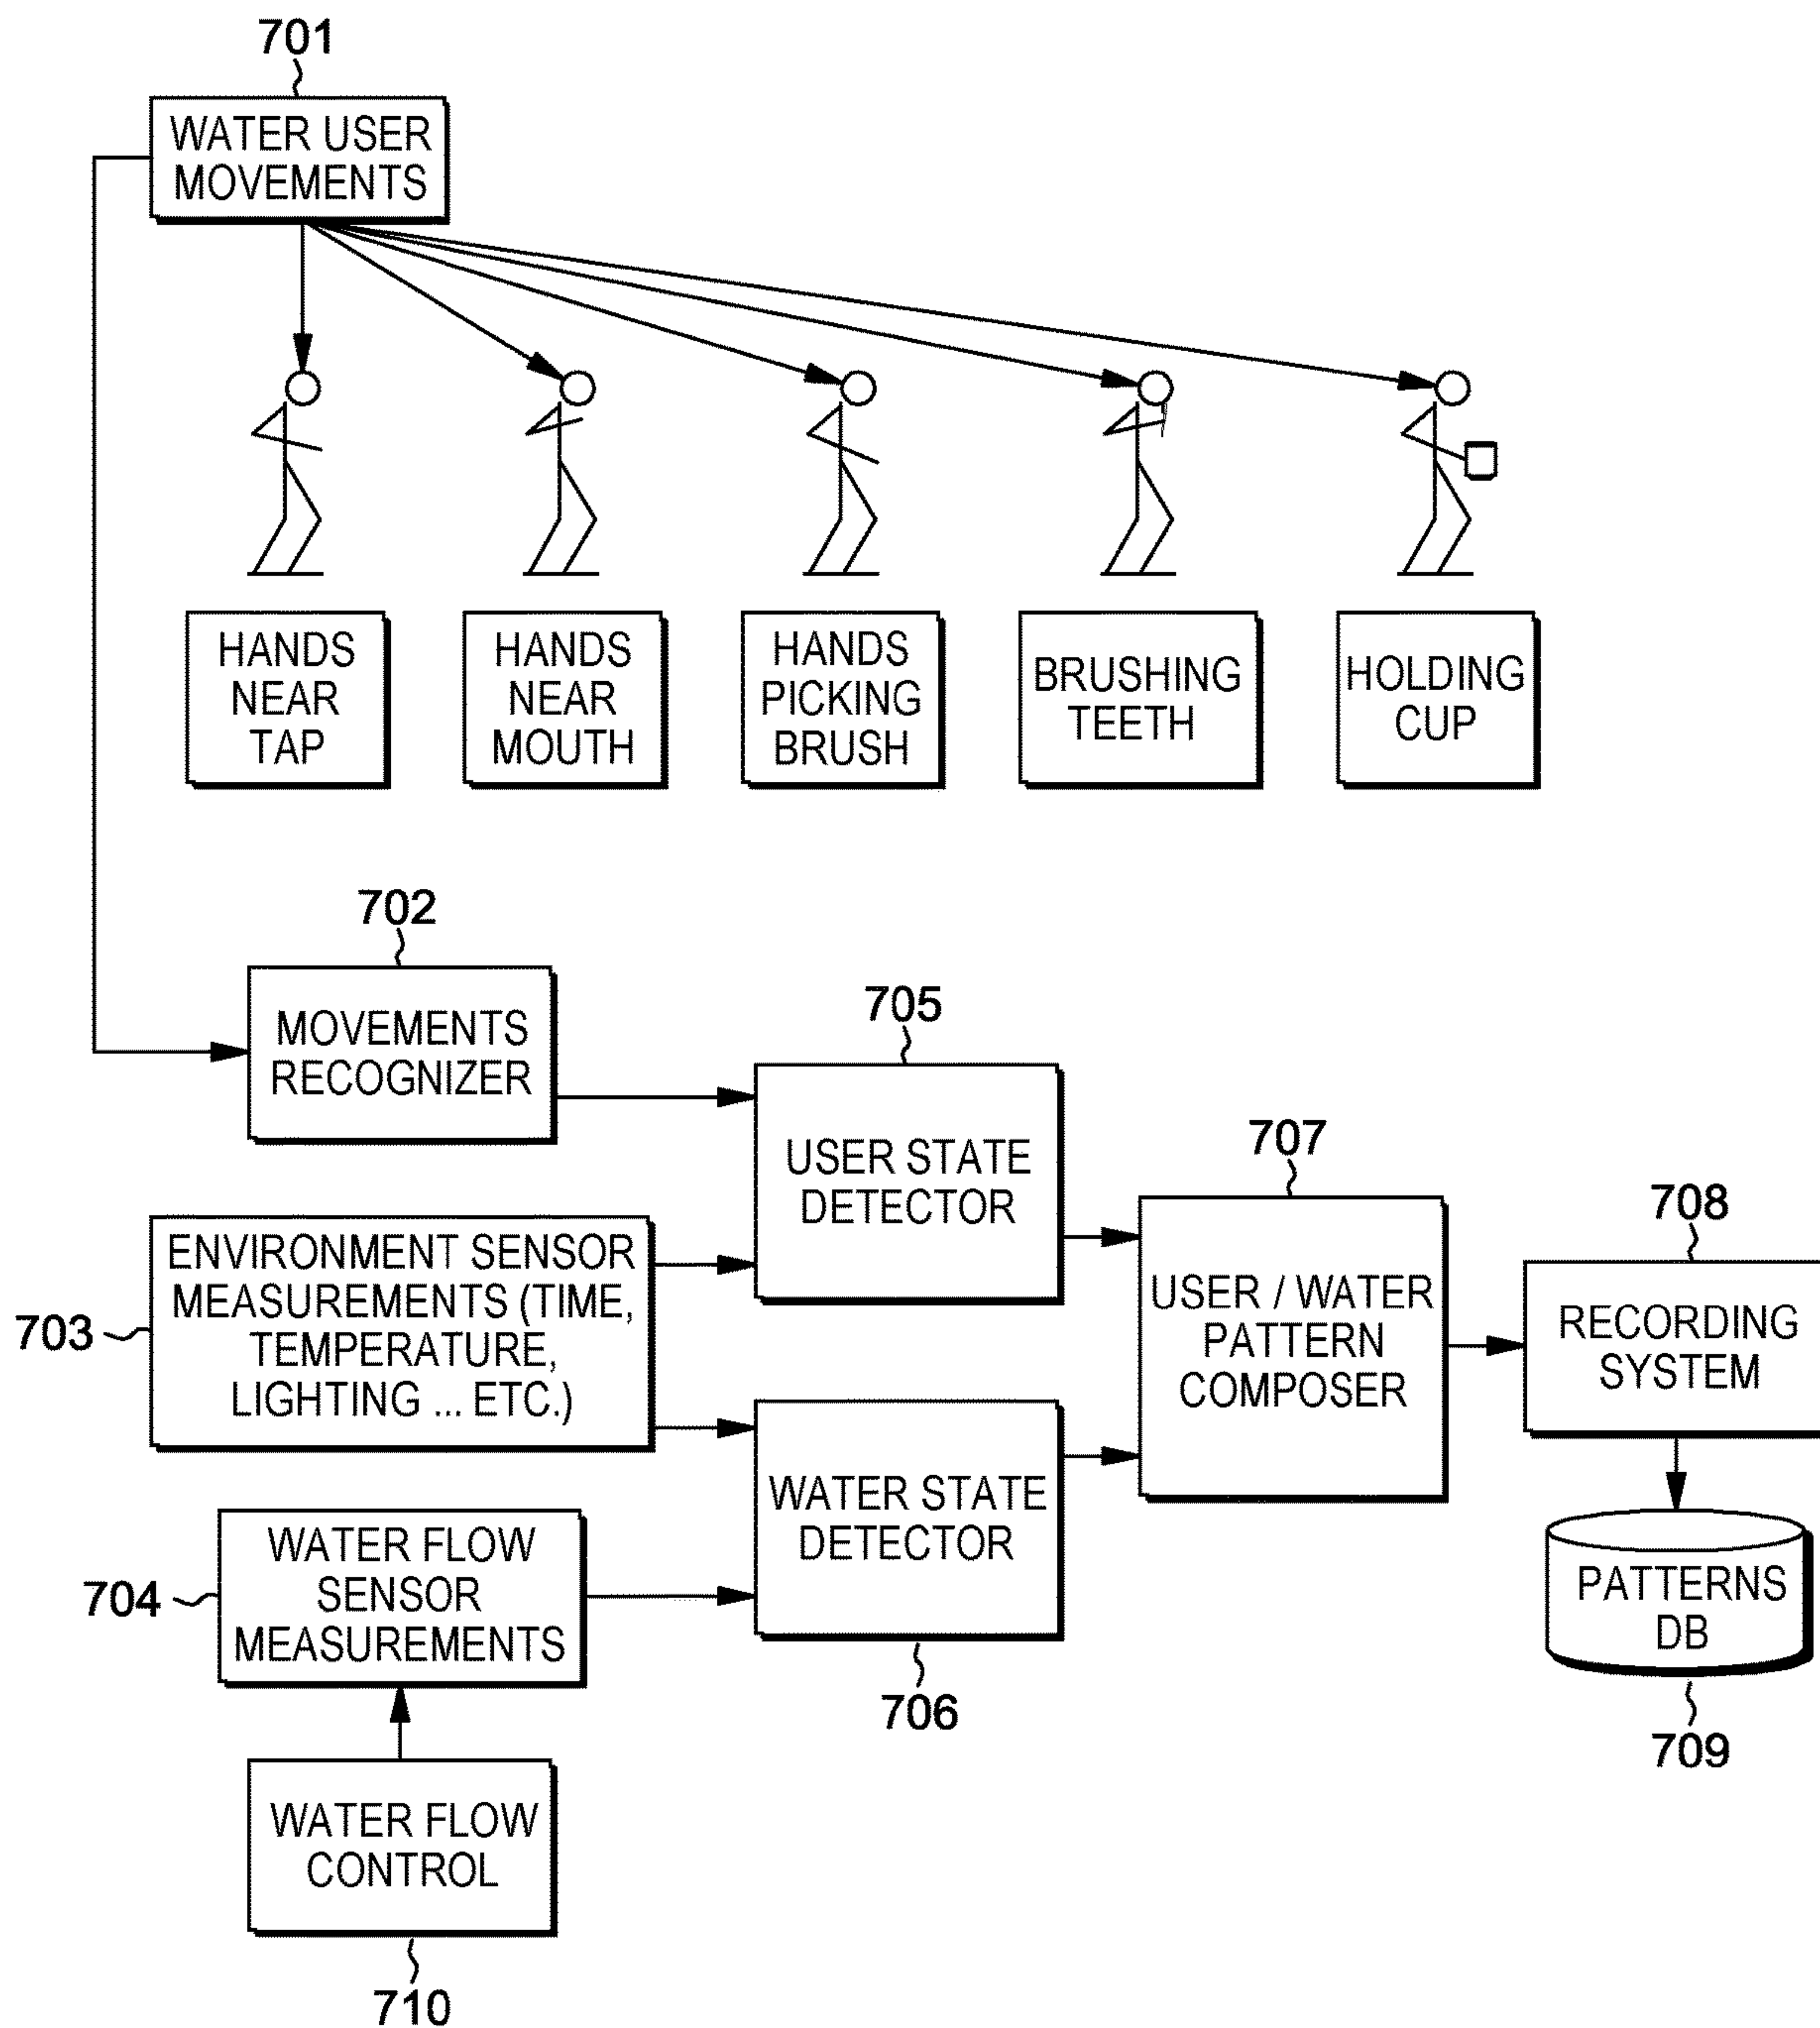 701
WATER USER
MOVEMENTS
HANDS
NEAR
TAP
HANDS
NEAR
MOUTH
HANDS
PICKING
BRUSH
BRUSHING
TEETH
HOLDING
CUP
702
MOVEMENTS
RECOGNIZER
705
USER STATE
DETECTOR
703
ENVIRONMENT SENSOR
MEASUREMENTS (TIME,
TEMPERATURE,
LIGHTING ... ETC.)
707
USER / WATER
PATTERN
COMPOSER
708
RECORDING
SYSTEM
704
WATER FLOW
SENSOR
MEASUREMENTS
WATER STATE
DETECTOR
706
PATTERNS
DB
709
WATER FLOW
CONTROL
710